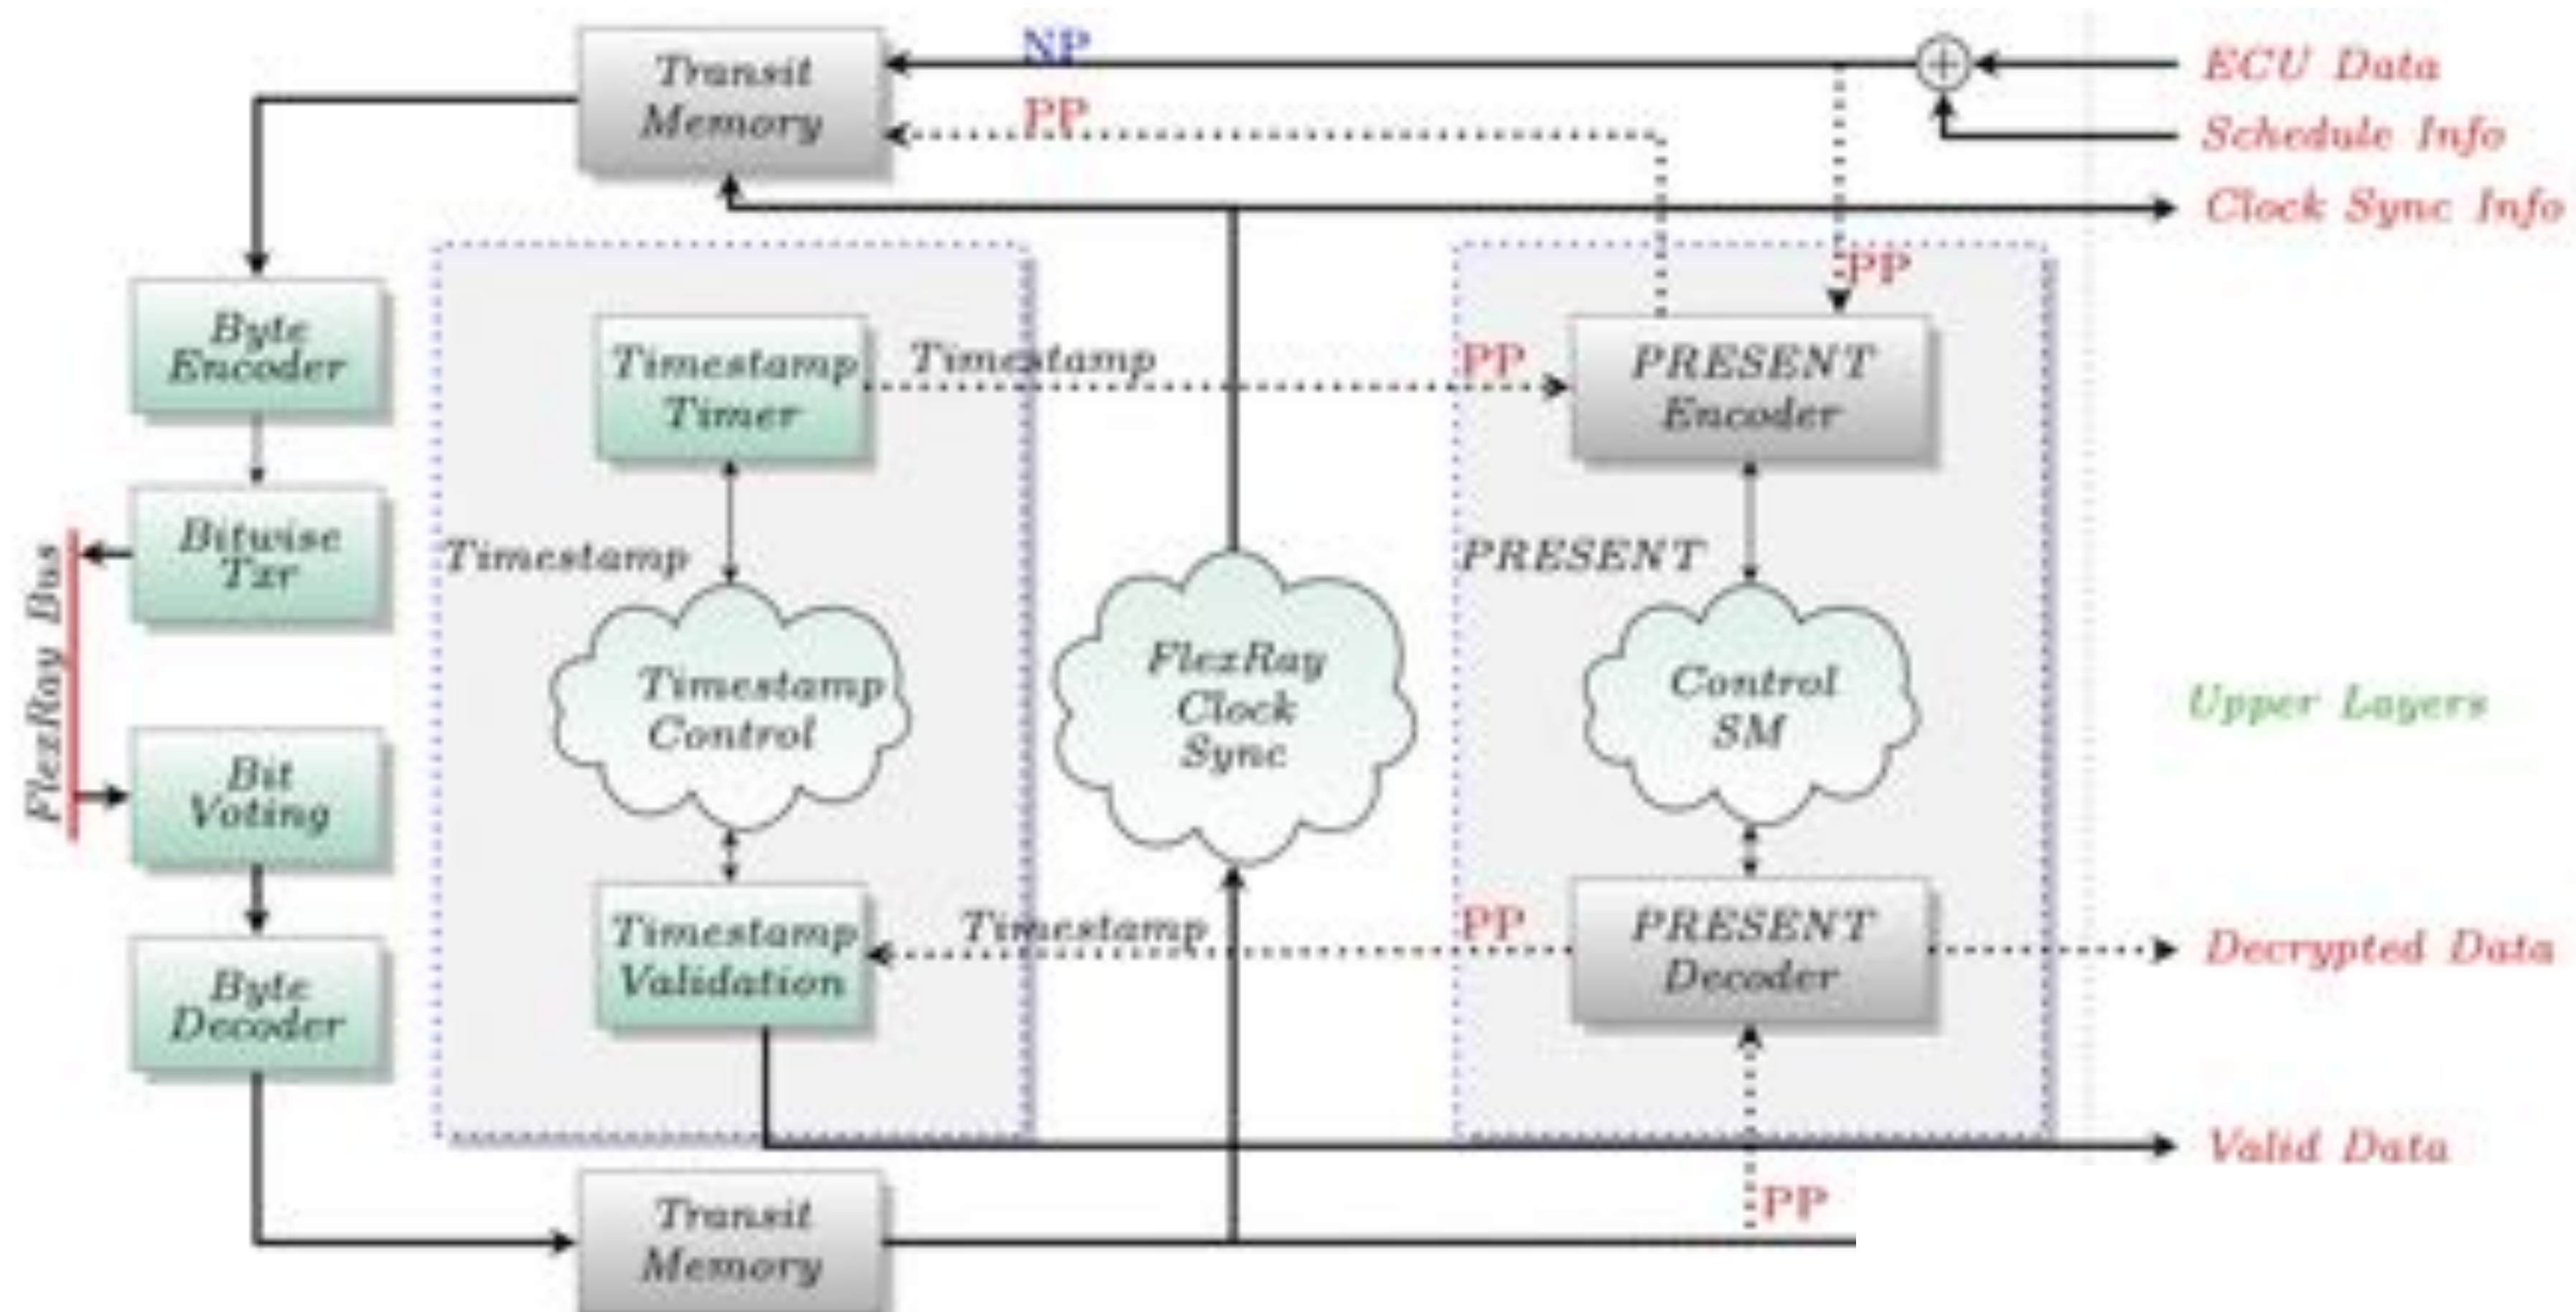 Transit
Memory
NP
PP
ECU Data
Schedule Info
Clock Sync Info
PP
Byte
Encoder
Timestamp
Timer
Timestamp
PP
PRESENT
Encoder
Bitwise
Txr
Timestamp
PRESENT
FlexRay Bus
Timestamp
Control
FlexRay
Clock
Sync
Control
SM
Upper Layers
Bit
Voting
Byte
Decoder
Timestamp
Validation
Timestamp
PP
PRESENT
Decoder
Decrypted Data
Valid Data
Transit
Memory
PP